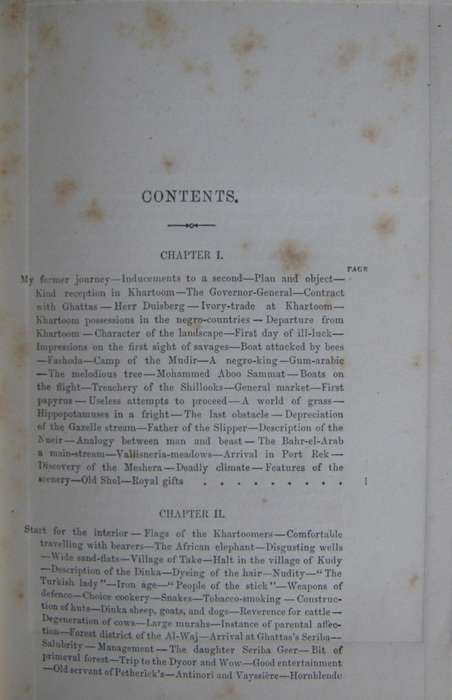 CONTENTS.
CHAPTER I.
PAGE
My former journey—Inducements to a second—Plan and object—
Kind reception in Khartoom—The Governor-General—Contract
with Ghattas—Herr Duisberg—Ivory-trade at Khartoom—
Khartoom possessions in the negro-countries—Departure from
Khartoom—Character of the landscape—First day of ill-luck—
Impressions on the first sight of savages—Boat attacked by bees
—Fashoda—Camp of the Mudir—A negro-king—Gum-arabic
—The melodious tree—Mohammed Aboo Sammat—Boats on
the flight—Treachery of the Shillooks—General market—First
papyrus—Useless attempts to proceed—A world of grass—
Hippopotamuses in a fright—The last obstacle—Depreciation
of the Gazelle stream—Father of the Slipper—Description of the
Nueir—Analogy between man and beast—The Bahr-el-Arab
a main-stream—Vallisneria-meadows—Arrival in Port Rek—
Discovery of the Meshera—Deadly climate—Features of the
scenery—Old Shol—Royal gifts . . . . . . . . . 1
CHAPTER II.
Start for the interior—Flags of the Khartoomers—Comfortable
travelling with bearers—The African elephant—Disgusting wells
—Wide sand-flats—Village of Take—Halt in the village of Kudy
—Description of the Dinka—Dyeing of the hair—Nudity—"The
Turkish lady"—Iron age—"People of the stick"—Weapons of
defence—Choice cookery—Snakes—Tobacco-smoking—Construc-
tion of huts—Dinka sheep, goats, and dogs—Reverence for cattle—
Degeneration of cows—Large murahs—Instance of parental affec-
tion—Forest district of the Al-Waj—Arrival at Ghattas's Seriba—
Salubrity—Management—The daughter Seriba Geer—Bit of
primeval forest—Trip to the Dyoor and Wow—Good entertainment
—Old servant of Petherick's—Antinori and Vayssière—Hornblende